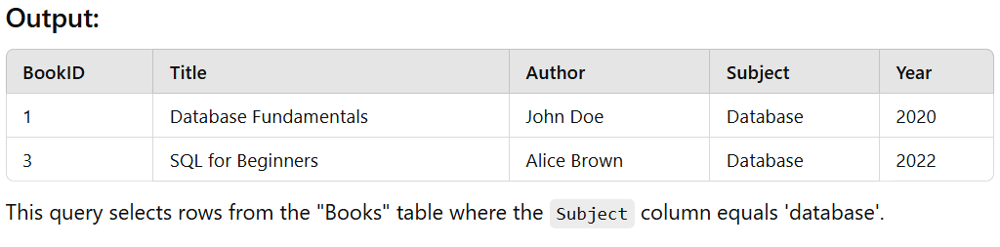 Output:
BookID Title Author Subject Year
1 Database Fundamentals John Doe Database 2020
3 SQL for Beginners Alice Brown Database 2022
This query selects rows from the "Books" table where the Subject column equals 'database'.